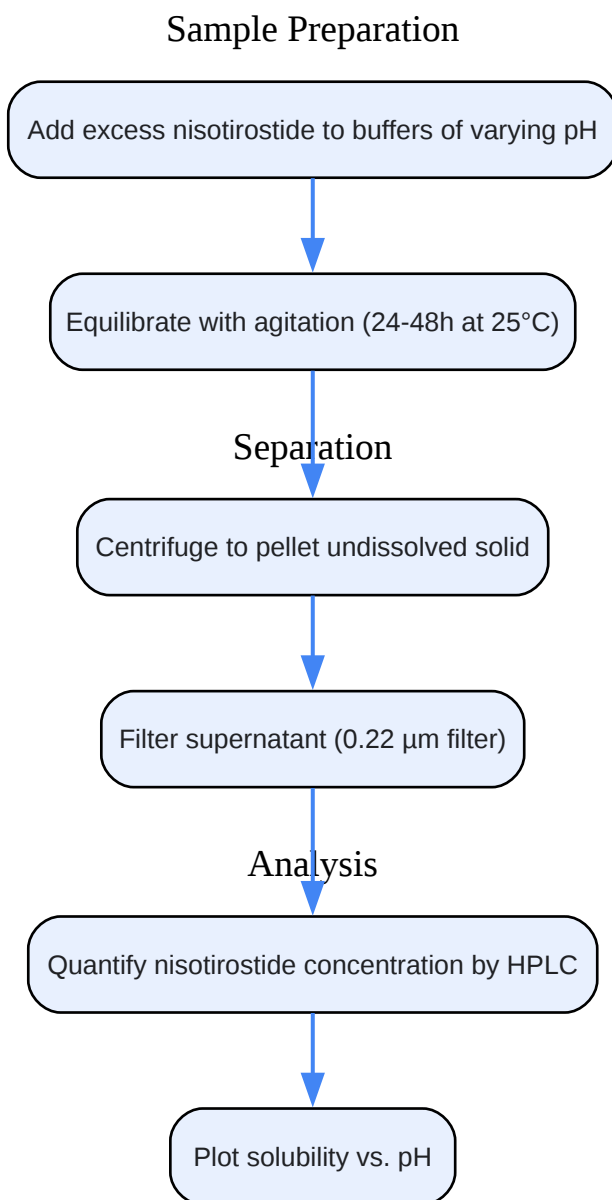 Sample Preparation
Add excess nisotirostide to buffers of varying pH
Equilibrate with agitation (24-48h at 25°C)
Separation
Centrifuge to pellet undissolved solid
Filter supernatant (0.22 µm filter)
Analysis
Quantify nisotirostide concentration by HPLC
Plot solubility vs. pH